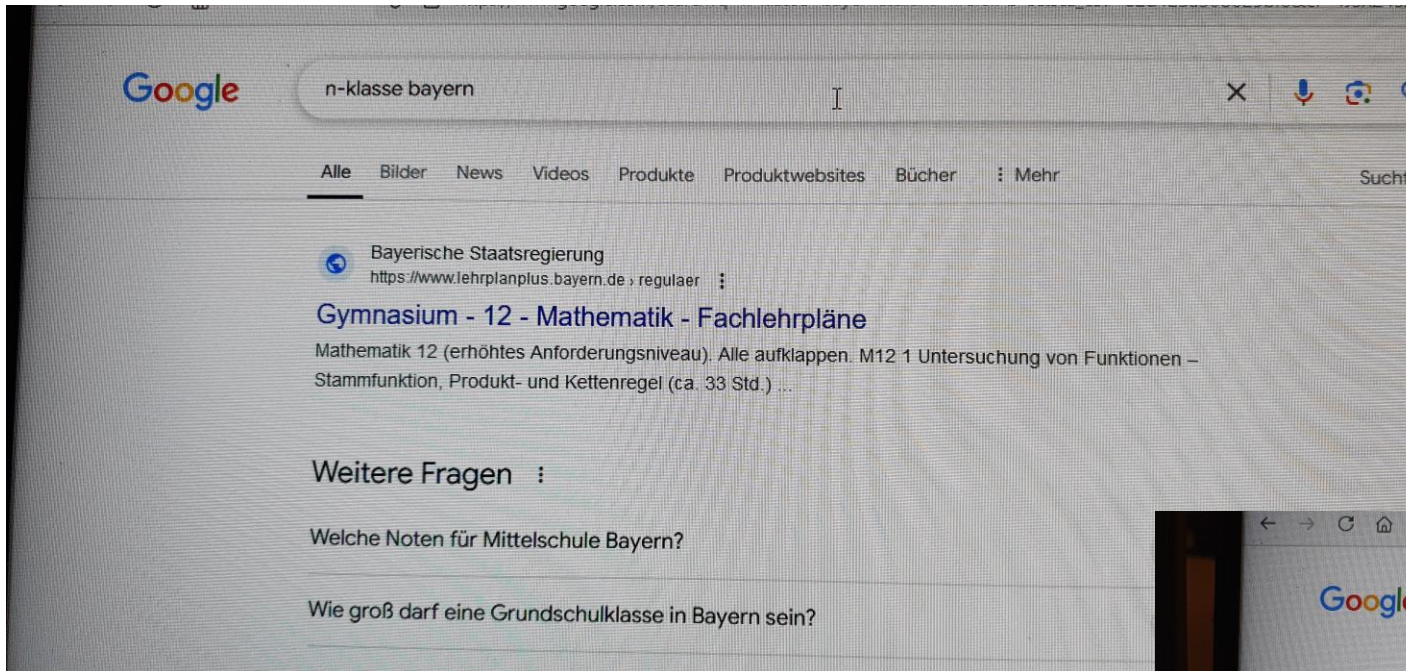 Google
n-klasse bayern
Alle Bilder News Videos Produkte Produktwebsites Bücher Mehr
Bayerische Staatsregierung
https://www.lehrplanplus.bayern.de › regulaer
Gymnasium - 12 - Mathematik - Fachlehrpläne
Mathematik 12 (erhöhtes Anforderungsniveau). Alle aufklappen. M12 1 Untersuchung von Funktionen –
Stammfunktion, Produkt- und Kettenregel (ca. 33 Std.) ...
Weitere Fragen
Welche Noten für Mittelschule Bayern?
Wie groß darf eine Grundschulklasse in Bayern sein?
Google